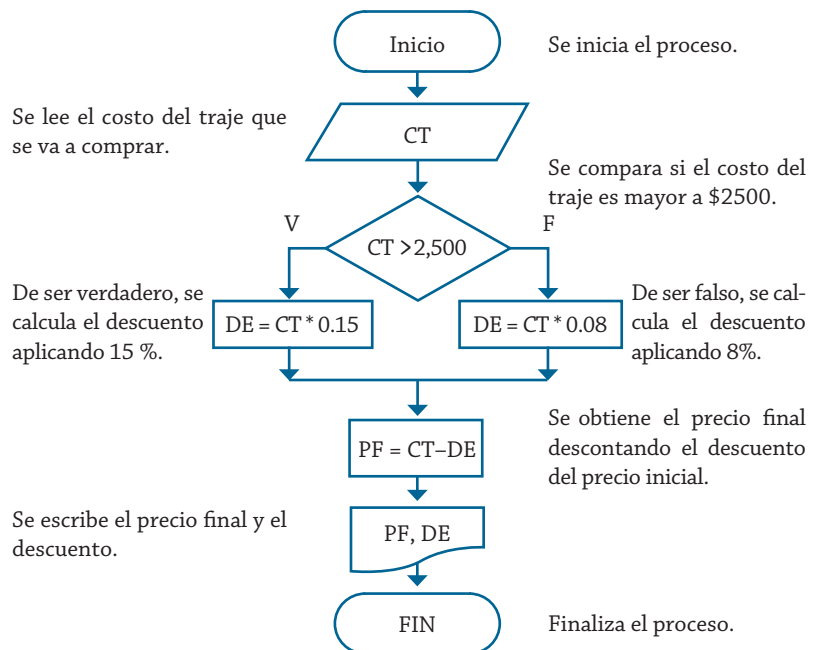 Inicio
Se inicia el proceso.
Se lee el costo del traje que
se va a comprar.
CT
Se compara si el costo del
traje es mayor a $2500.
V
F
CT >2,500
De ser verdadero, se
calcula el descuento
aplicando 15 %.
DE = CT * 0.15
DE = CT * 0.08
De ser falso, se cal-
cula el descuento
aplicando 8%.
PF = CT–DE
Se obtiene el precio final
descontando el descuento
del precio inicial.
Se escribe el precio final y el
descuento.
PF, DE
FIN
Finaliza el proceso.